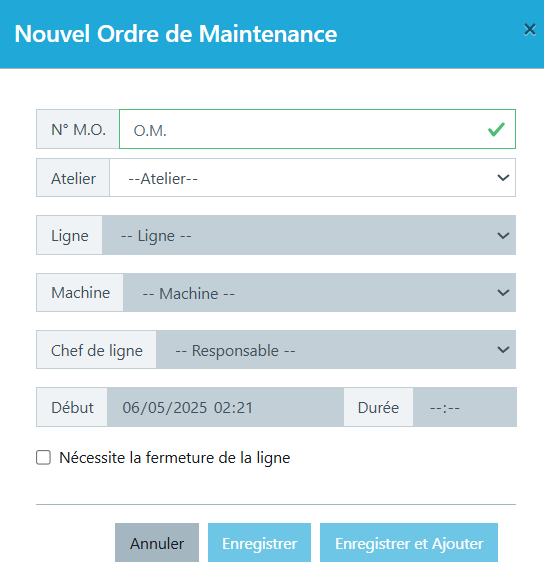 Nouvel Ordre de Maintenance
N° M.O. O.M.
Atelier --Atelier--
Ligne -- Ligne --
Machine -- Machine --
Chef de ligne -- Responsable --
Début 06/05/2025 02:21 Durée --:--
Nécessite la fermeture de la ligne
Annuler Enregistrer Enregistrer et Ajouter